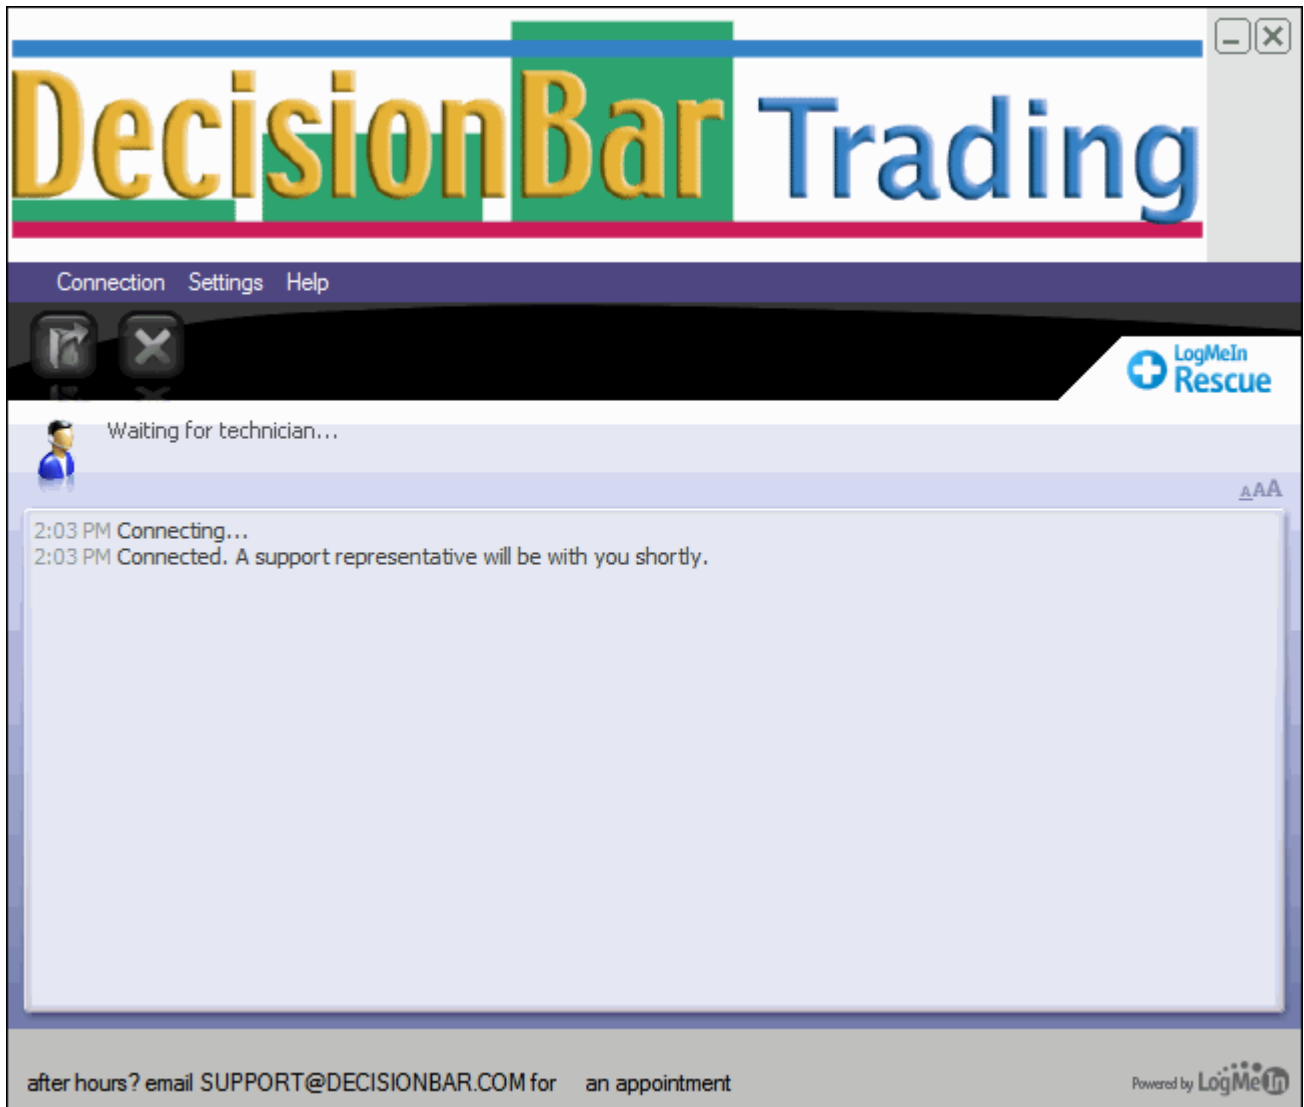 DecisionBar Trading
Connection Settings Help
LogMeIn
Rescue
Waiting for technician...
AAA
2:03 PM Connecting...
2:03 PM Connected. A support representative will be with you shortly.
after hours? email SUPPORT@DECISIONBAR.COM for an appointment
Powered by LogMeIn